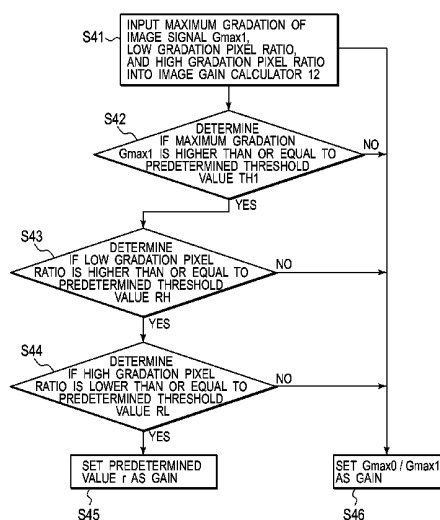 S41
INPUT MAXIMUM GRADATION OF
IMAGE SIGNAL Gmax1,
LOW GRADATION PIXEL RATIO,
AND HIGH GRADATION PIXEL RATIO
INTO IMAGE GAIN CALCULATOR 12
S42
DETERMINE
IF MAXIMUM GRADATION
Gmax1 IS HIGHER THAN OR EQUAL TO
PREDETERMINED THRESHOLD
VALUE TH1
NO
YES
S43
DETERMINE
IF LOW GRADATION PIXEL
RATIO IS HIGHER THAN OR EQUAL TO
PREDETERMINED THRESHOLD
VALUE RH
NO
YES
S44
DETERMINE
IF HIGH GRADATION PIXEL
RATIO IS LOWER THAN OR EQUAL TO
PREDETERMINED THRESHOLD
VALUE RL
NO
YES
SET PREDETERMINED
VALUE r AS GAIN
S45
SET Gmax0 / Gmax1
AS GAIN
S46